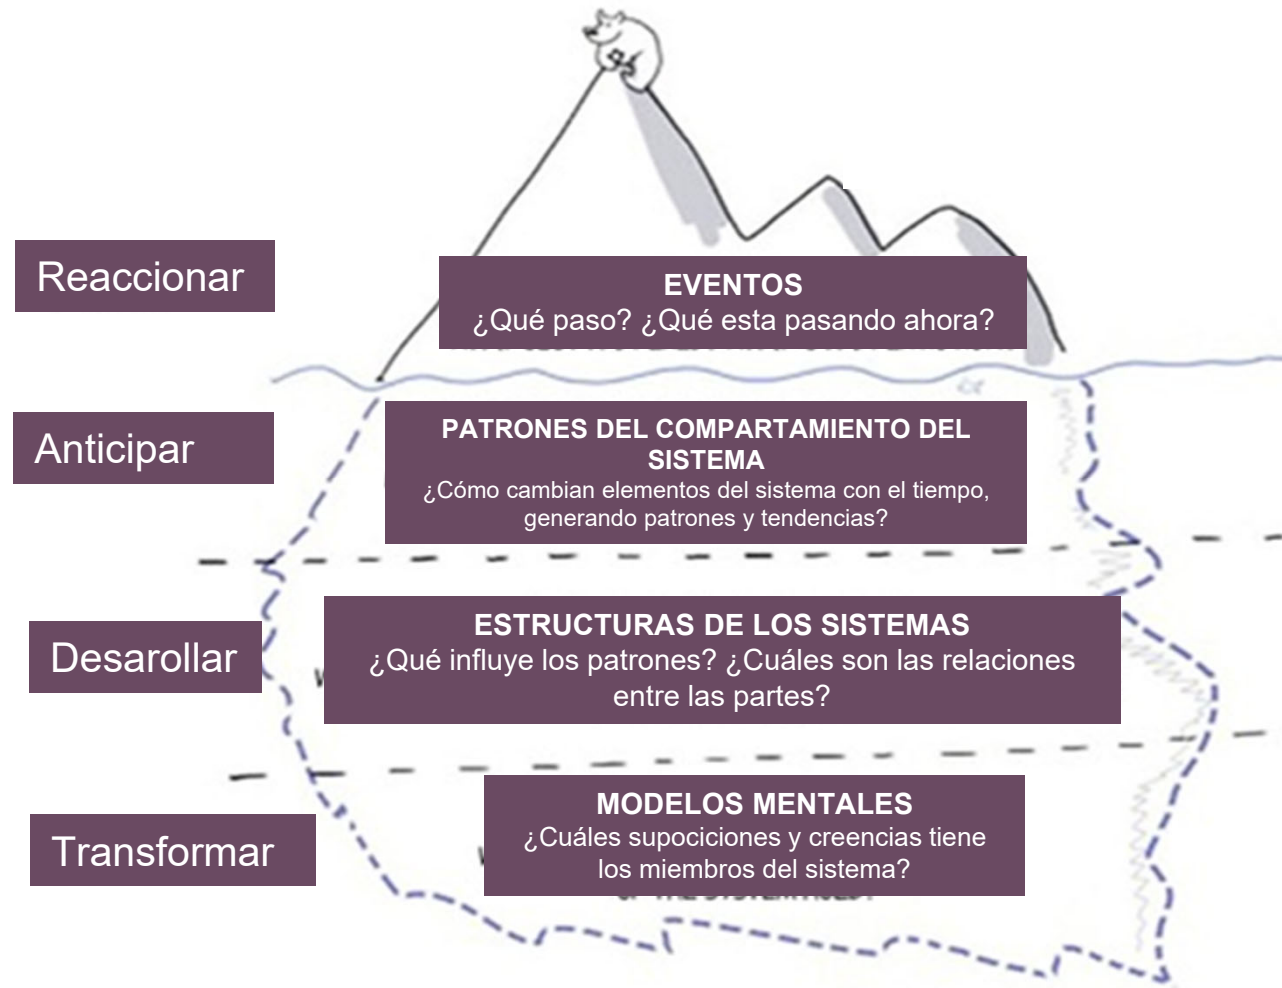 Reaccionar
EVENTOS
¿Qué paso? ¿Qué esta pasando ahora?
Anticipar
PATRONES DEL COMPARTAMIENTO DEL
SISTEMA
¿Cómo cambian elementos del sistema con el tiempo,
generando patrones y tendencias?
Desarollar
ESTRUCTURAS DE LOS SISTEMAS
¿Qué influye los patrones? ¿Cuáles son las relaciones
entre las partes?
Transformar
MODELOS MENTALES
¿Cuáles supociciones y creencias tiene
los miembros del sistema?